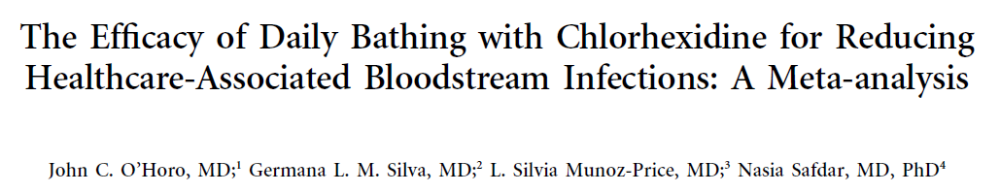 The Efficacy of Daily Bathing with Chlorhexidine for Reducing
Healthcare-Associated Bloodstream Infections: A Meta-analysis
John C. O’Horo, MD;¹ Germana L. M. Silva, MD;² L. Silvia Munoz-Price, MD;³ Nasia Safdar, MD, PhD⁴